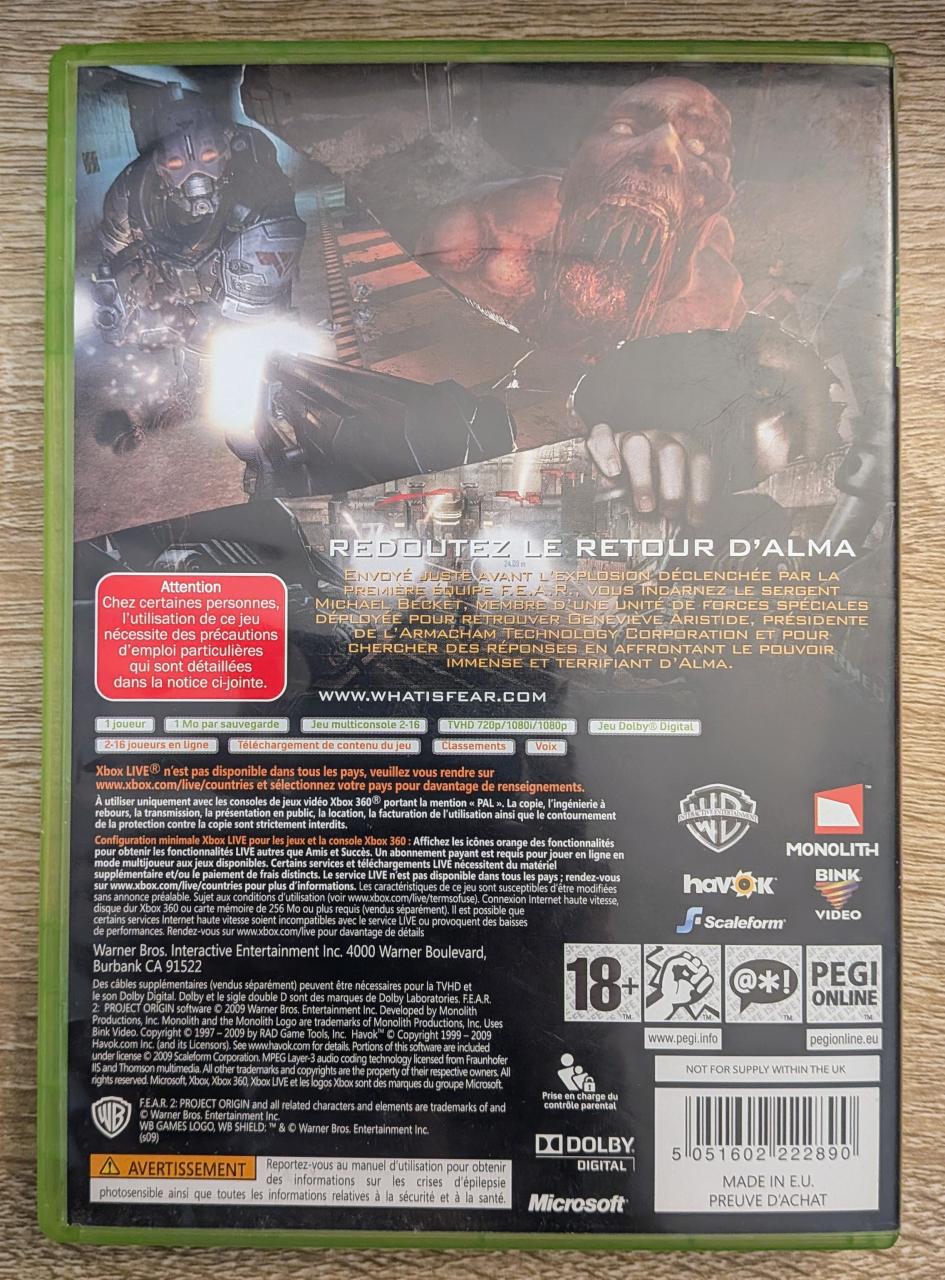 REDOUTEZ LE RETOUR D'ALMA
24.09 m
ENVOYÉ JUSTE AVANT L'EXPLOSION DÉCLENCHÉE PAR LA
PREMIÈRE ÉQUIPE F.E.A.R., VOUS INCARNEZ LE SERGENT
MICHAEL BECKET, MEMBRE D'UNE UNITÉ DE FORCES SPÉCIALES
DÉPLOYÉE POUR RETROUVER GENEVIEVE ARISTIDE, PRÉSIDENTE
DE L'ARMACHAM TECHNOLOGY CORPORATION ET POUR
CHERCHER DES RÉPONSES EN AFFRONTANT LE POUVOIR
IMMENSE ET TERRIFIANT D'ALMA.
WWW.WHATISFEAR.COM
Attention
Chez certaines personnes,
l'utilisation de ce jeu
nécessite des précautions
d'emploi particulières
qui sont détaillées
dans la notice ci-jointe.
1 joueur 1 Mo par sauvegarde Jeu multiconsole 2-16 TVHD 720p/1080i/1080p Jeu Dolby® Digital
2-16 joueurs en ligne Téléchargement de contenu du jeu Classements Voix
Xbox LIVE® n'est pas disponible dans tous les pays, veuillez vous rendre sur
www.xbox.com/live/countries et sélectionnez votre pays pour davantage de renseignements.
À utiliser uniquement avec les consoles de jeux vidéo Xbox 360® portant la mention « PAL ». La copie, l'ingénierie à
rebours, la transmission, la présentation en public, la location, la facturation de l'utilisation ainsi que le contournement
de la protection contre la copie sont strictement interdits.
Configuration minimale Xbox LIVE pour les jeux et la console Xbox 360 : Affichez les icônes orange des fonctionnalités
pour obtenir les fonctionnalités LIVE autres que Amis et Succès. Un abonnement payant est requis pour jouer en ligne en
mode multijoueur aux jeux disponibles. Certains services et téléchargements LIVE nécessitent du matériel
supplémentaire et/ou le paiement de frais distincts. Le service LIVE n'est pas disponible dans tous les pays ; rendez-vous
sur www.xbox.com/live/countries pour plus d'informations. Les caractéristiques de ce jeu sont susceptibles d'être modifiées
sans annonce préalable. Sujet aux conditions d'utilisation (voir www.xbox.com/live/termsofuse). Connexion Internet haute vitesse,
disque dur Xbox 360 ou carte mémoire de 256 Mo ou plus requis (vendus séparément). Il est possible que
certains services Internet haute vitesse soient incompatibles avec le service LIVE ou provoquent des baisses
de performances. Rendez-vous sur www.xbox.com/live pour davantage de détails
WB
INTERACTIVE ENTERTAINMENT
MONOLITH™
havok
BINK
VIDEO
Scaleform
Warner Bros. Interactive Entertainment Inc. 4000 Warner Boulevard,
Burbank CA 91522
Des câbles supplémentaires (vendus séparément) peuvent être nécessaires pour la TVHD et
le son Dolby Digital. Dolby et le sigle double D sont des marques de Dolby Laboratories. F.E.A.R.
2: PROJECT ORIGIN software © 2009 Warner Bros. Entertainment Inc. Developed by Monolith
Productions, Inc. Monolith and the Monolith Logo are trademarks of Monolith Productions, Inc. Uses
Bink Video. Copyright © 1997 – 2009 by RAD Game Tools, Inc. Havok™ © Copyright 1999 – 2009
Havok.com Inc. (and its Licensors). See www.havok.com for details. Portions of this software are included
under license © 2009 Scaleform Corporation. MPEG Layer-3 audio coding technology licensed from Fraunhofer
IIS and Thomson multimedia. All other trademarks and copyrights are the property of their respective owners. All
rights reserved. Microsoft, Xbox, Xbox 360, Xbox LIVE et les logos Xbox sont des marques du groupe Microsoft.
18+™
™
@*!™
PEGI
ONLINE
www.pegi.info
pegionline.eu
WB
F.E.A.R. 2: PROJECT ORIGIN and all related characters and elements are trademarks of and
© Warner Bros. Entertainment Inc.
WB GAMES LOGO, WB SHIELD: ™ & © Warner Bros. Entertainment Inc.
(s09)
Prise en charge du
contrôle parental
NOT FOR SUPPLY WITHIN THE UK
5 051602 222890
MADE IN E.U.
PREUVE D'ACHAT
DOLBY
DIGITAL
Microsoft®
AVERTISSEMENT
Reportez-vous au manuel d'utilisation pour obtenir
des informations sur les crises d'épilepsie
photosensible ainsi que toutes les informations relatives à la sécurité et à la santé.